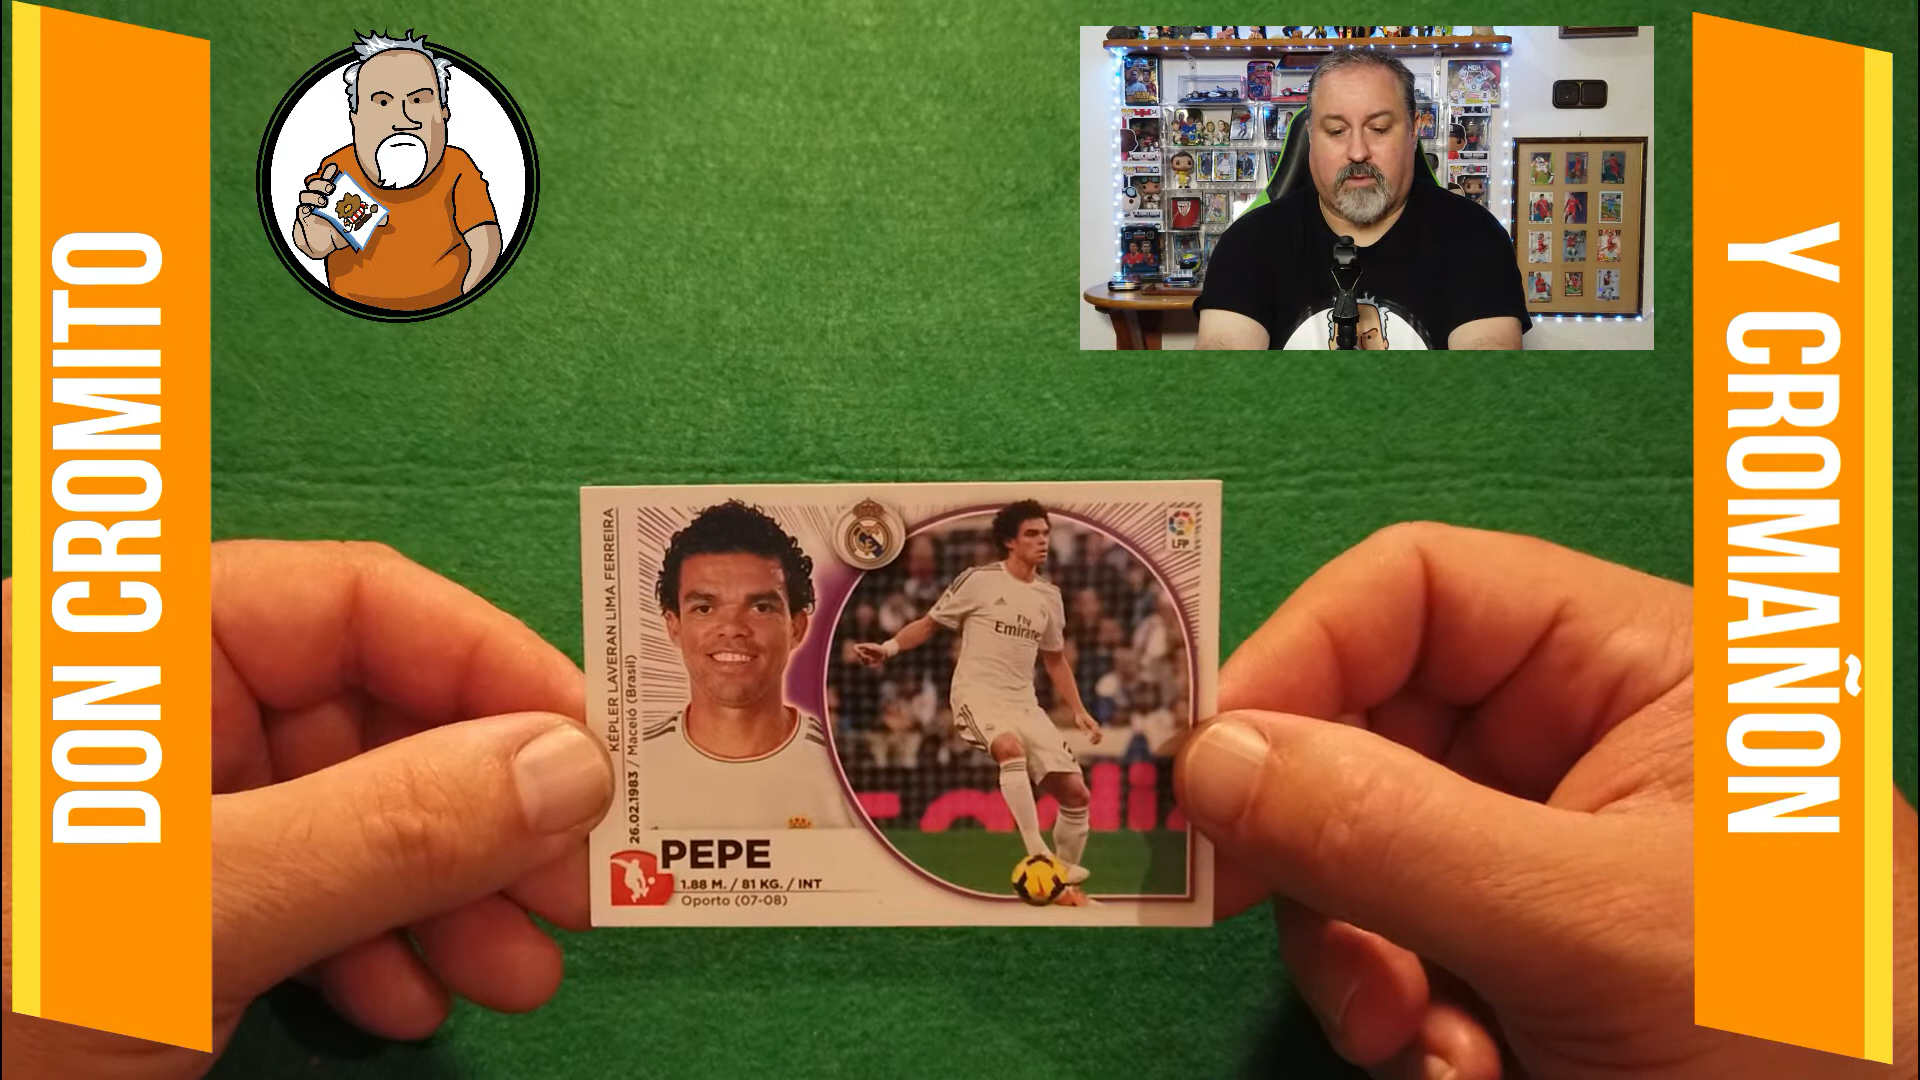 DON CROMITO
Y CROMAÑON
KÉPLER LAVERAN LIMA FERREIRA
26.02.1983 / Maceió (Brasil)
LFP
Fly
Emirates
PEPE
1.88 M. / 81 KG. / INT
Oporto (07-08)